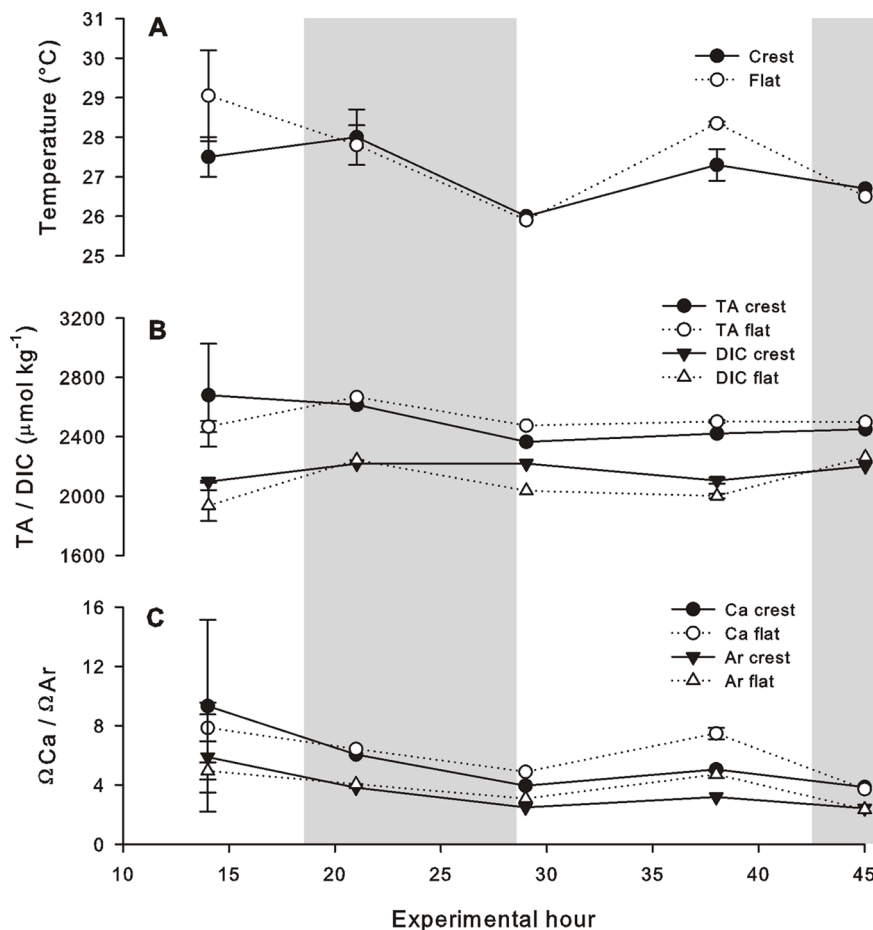 A
31
30
29
28
27
26
25
Temperature (°C)
Crest
Flat
B
3200
2800
2400
2000
1600
TA / DIC (μmol kg⁻¹)
TA crest
TA flat
DIC crest
DIC flat
C
16
12
8
4
0
ΩCa / ΩAr
Ca crest
Ca flat
Ar crest
Ar flat
10 15 20 25 30 35 40 45
Experimental hour